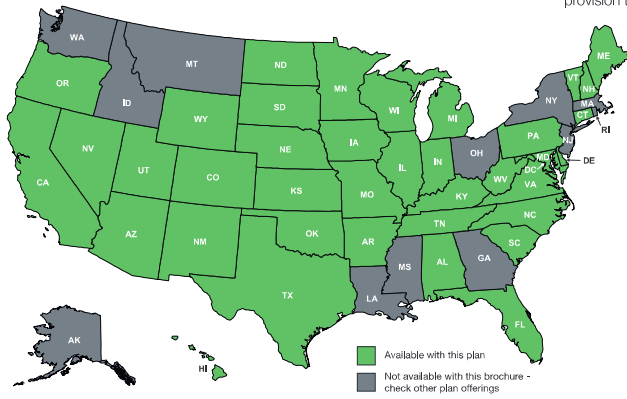 provision t
WA
MT
ND
MN
ME
VT
NH
OR
ID
SD
WI
MI
NY
MA
CT
RI
WY
IA
PA
NJ
NV
NE
IL
IN
OH
MD
DE
UT
CO
WV
DC
VA
CA
KS
MO
KY
AZ
NM
OK
AR
TN
NC
SC
TX
LA
MS
AL
GA
AK
HI
FL
Available with this plan
Not available with this brochure -
check other plan offerings